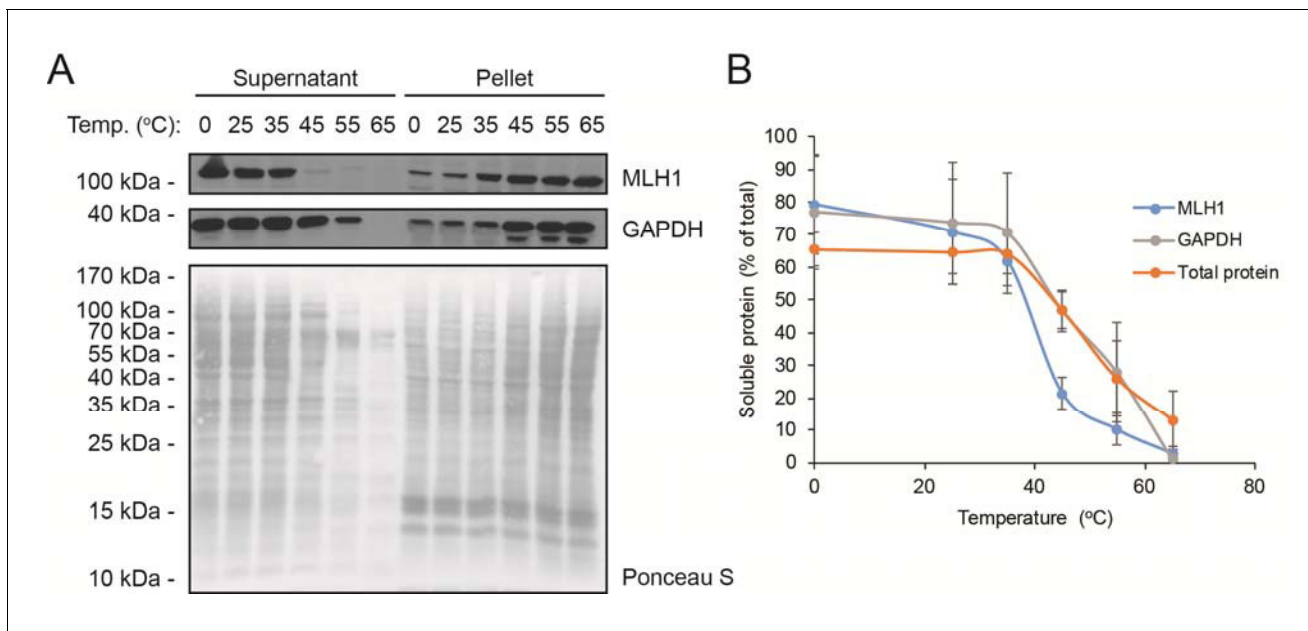 A
Supernatant Pellet
Temp. (oC): 0 25 35 45 55 65 0 25 35 45 55 65
100 kDa - MLH1
40 kDa - GAPDH
170 kDa -
100 kDa -
70 kDa -
55 kDa -
40 kDa -
35 kDa -
25 kDa -
15 kDa -
10 kDa - Ponceau S
B
100
90
80
70
60
50
40
30
20
10
0
Soluble protein (% of total)
0 20 40 60 80
Temperature (oC)
MLH1
GAPDH
Total protein